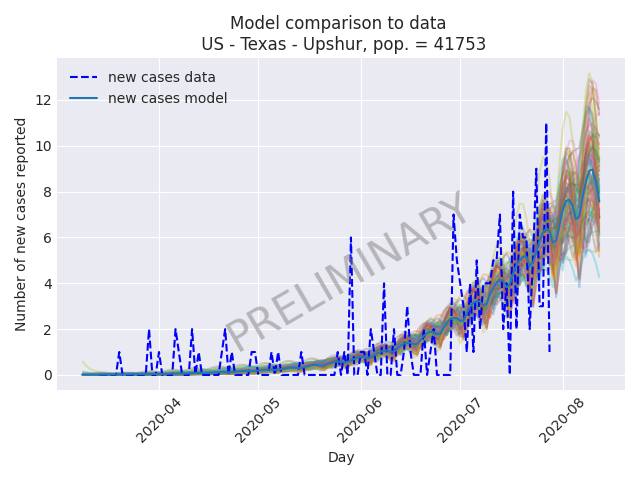 Model comparison to data
US - Texas - Upshur, pop. = 41753
new cases data
new cases model
PRELIMINARY
Number of new cases reported
12
10
8
6
4
2
0
2020-04
2020-05
2020-06
2020-07
2020-08
Day